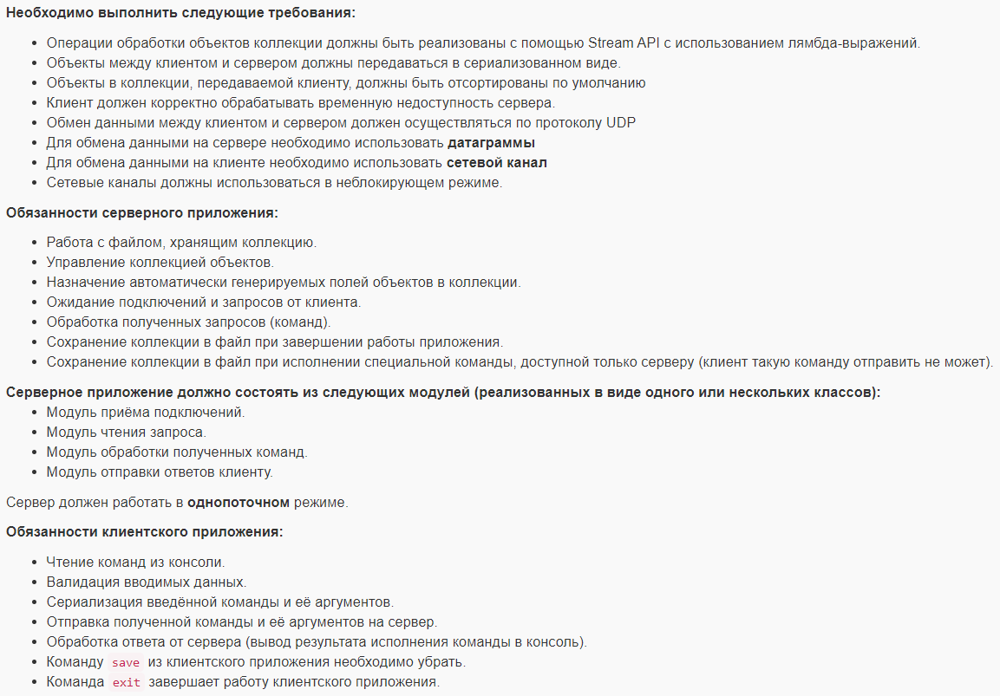 Необходимо выполнить следующие требования:
Операции обработки объектов коллекции должны быть реализованы с помощью Stream API с использованием лямбда-выражений.
Объекты между клиентом и сервером должны передаваться в сериализованном виде.
Объекты в коллекции, передаваемой клиенту, должны быть отсортированы по умолчанию
Клиент должен корректно обрабатывать временную недоступность сервера.
Обмен данными между клиентом и сервером должен осуществляться по протоколу UDP
Для обмена данными на сервере необходимо использовать датаграммы
Для обмена данными на клиенте необходимо использовать сетевой канал
Сетевые каналы должны использоваться в неблокирующем режиме.
Обязанности серверного приложения:
Работа с файлом, хранящим коллекцию.
Управление коллекцией объектов.
Назначение автоматически генерируемых полей объектов в коллекции.
Ожидание подключений и запросов от клиента.
Обработка полученных запросов (команд).
Сохранение коллекции в файл при завершении работы приложения.
Сохранение коллекции в файл при исполнении специальной команды, доступной только серверу (клиент такую команду отправить не может).
Серверное приложение должно состоять из следующих модулей (реализованных в виде одного или нескольких классов):
Модуль приёма подключений.
Модуль чтения запроса.
Модуль обработки полученных команд.
Модуль отправки ответов клиенту.
Сервер должен работать в однопоточном режиме.
Обязанности клиентского приложения:
Чтение команд из консоли.
Валидация вводимых данных.
Сериализация введённой команды и её аргументов.
Отправка полученной команды и её аргументов на сервер.
Обработка ответа от сервера (вывод результата исполнения команды в консоль).
Команду save из клиентского приложения необходимо убрать.
Команда exit завершает работу клиентского приложения.